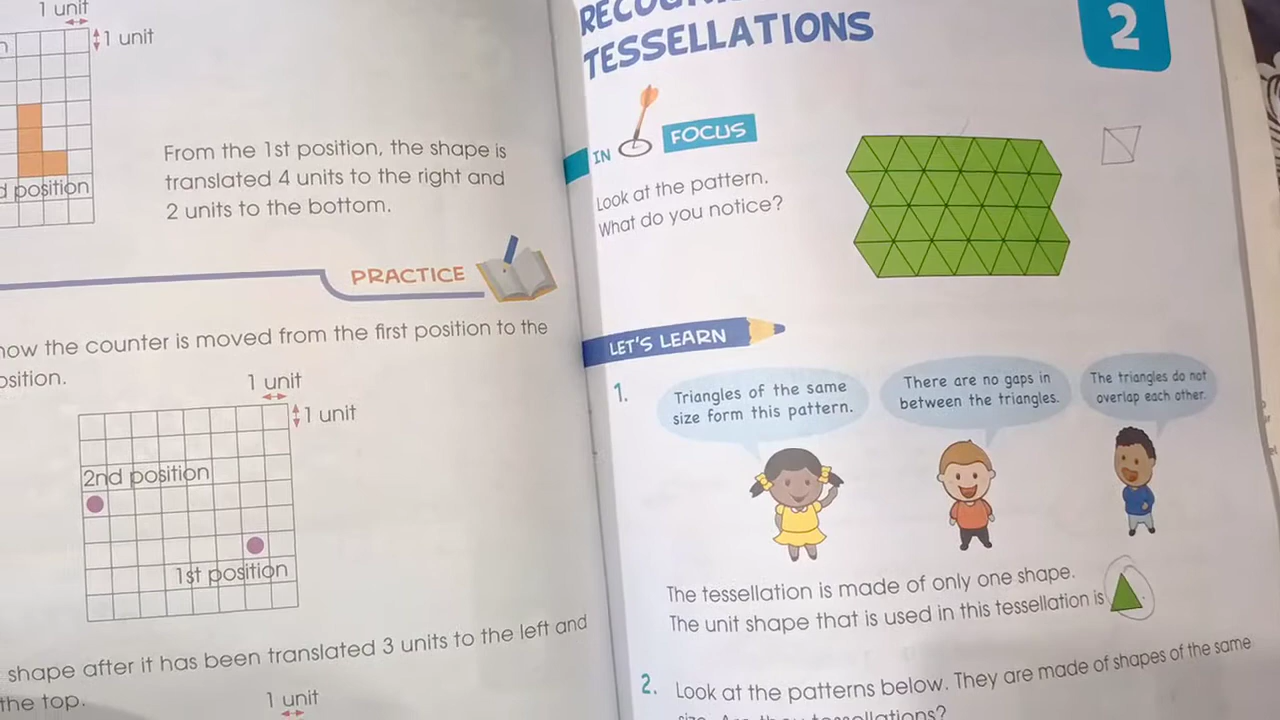 1 unit
1 unit
position
From the 1st position, the shape is
translated 4 units to the right and
2 units to the bottom.
PRACTICE
how the counter is moved from the first position to the
1 unit
1 unit
2nd position
1st position
shape after it has been translated 3 units to the left and
the top.
1 unit
TESSELLATIONS
2
IN FOCUS
Look at the pattern.
What do you notice?
LET'S LEARN
1.
Triangles of the same
size form this pattern.
There are no gaps in
between the triangles.
The triangles do not
overlap each other.
The tessellation is made of only one shape.
The unit shape that is used in this tessellation is
2. Look at the patterns below. They are made of shapes of the same